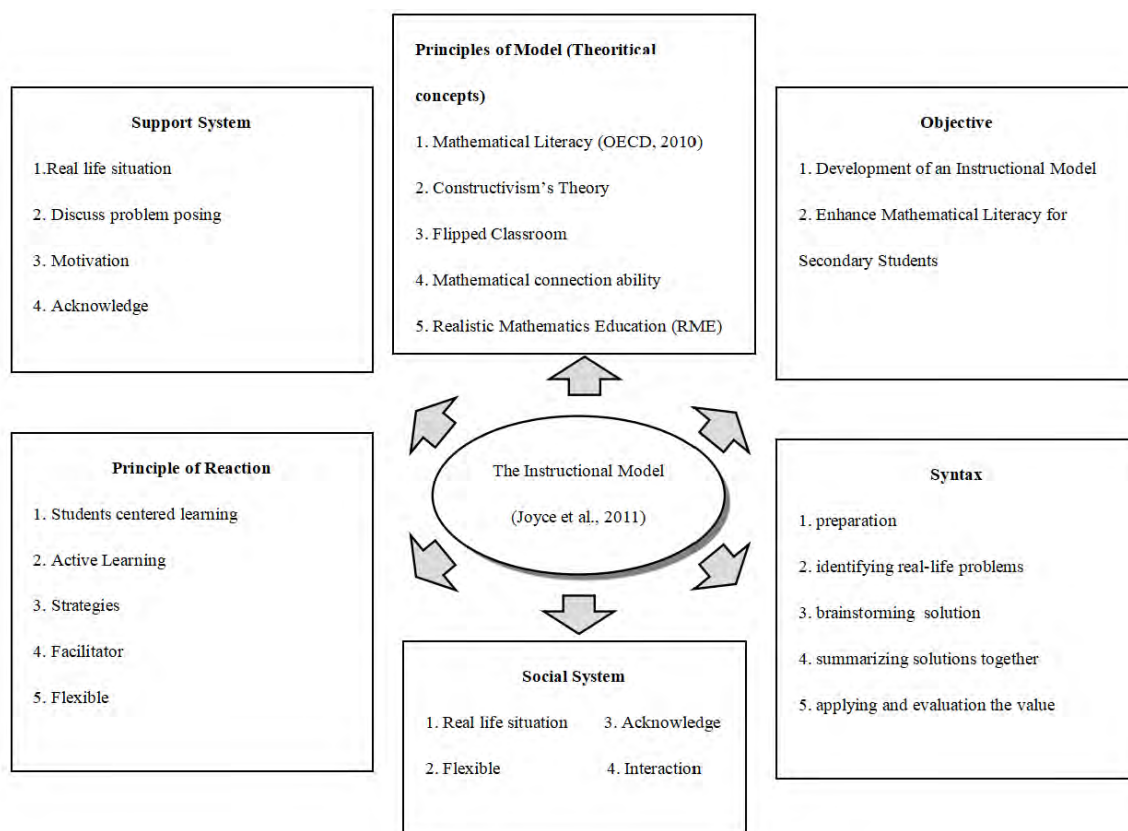 Support System
1.Real life situation
2. Discuss problem posing
3. Motivation
4. Acknowledge
Principles of Model (Theoritical
concepts)
1. Mathematical Literacy (OECD, 2010)
2. Constructivism's Theory
3. Flipped Classroom
4. Mathematical connection ability
5. Realistic Mathematics Education (RME)
Objective
1. Development of an Instructional Model
2. Enhance Mathematical Literacy for
Secondary Students
Principle of Reaction
1. Students centered learning
2. Active Learning
3. Strategies
4. Facilitator
5. Flexible
The Instructional Model
(Joyce et al., 2011)
Syntax
1. preparation
2. identifying real-life problems
3. brainstorming solution
4. summarizing solutions together
5. applying and evaluation the value
Social System
1. Real life situation 3. Acknowledge
2. Flexible 4. Interaction